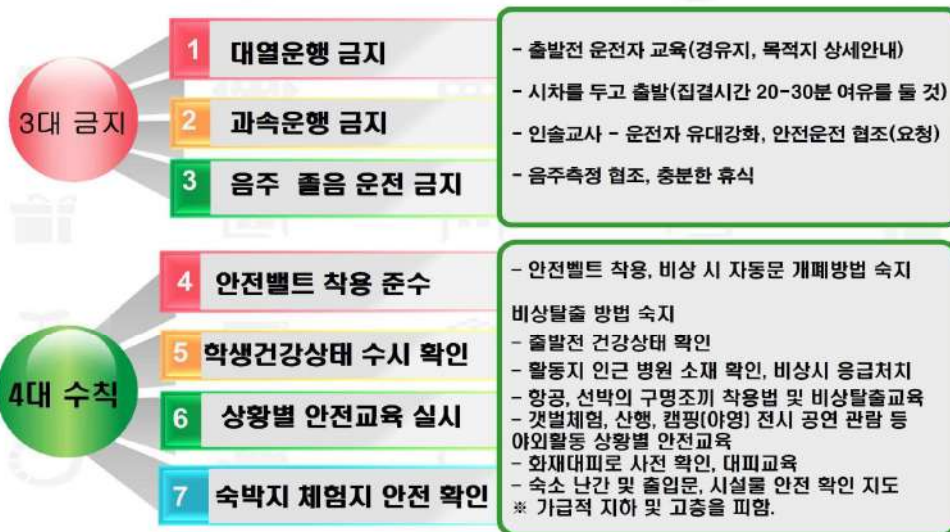 3대 금지
1 대열운행 금지
2 과속운행 금지
3 음주 졸음 운전 금지
- 출발전 운전자 교육(경유지, 목적지 상세안내)
- 시차를 두고 출발(집결시간 20-30분 여유를 둘 것)
- 인솔교사 - 운전자 유대강화, 안전운전 협조(요청)
- 음주측정 협조, 충분한 휴식
4대 수칙
4 안전밸트 착용 준수
5 학생건강상태 수시 확인
6 상황별 안전교육 실시
7 숙박지 체험지 안전 확인
- 안전벨트 착용, 비상 시 자동문 개폐방법 숙지
비상탈출 방법 숙지
- 줄발전 건강상태 확인
- 활동지 인근 병원 소재 확인, 비상시 응급처치
- 항공, 선박의 구명조끼 착용법 및 비상탈출교육
- 갯벌체험, 산행, 캠핑(야영) 전시 공연 관람 등
야외활동 상황별 안전교육
- 화재대피로 사전 확인, 대피교육
- 숙소 난간 및 출입문, 시설물 안전 확인 지도
※ 가급적 지하 및 고층을 피함.